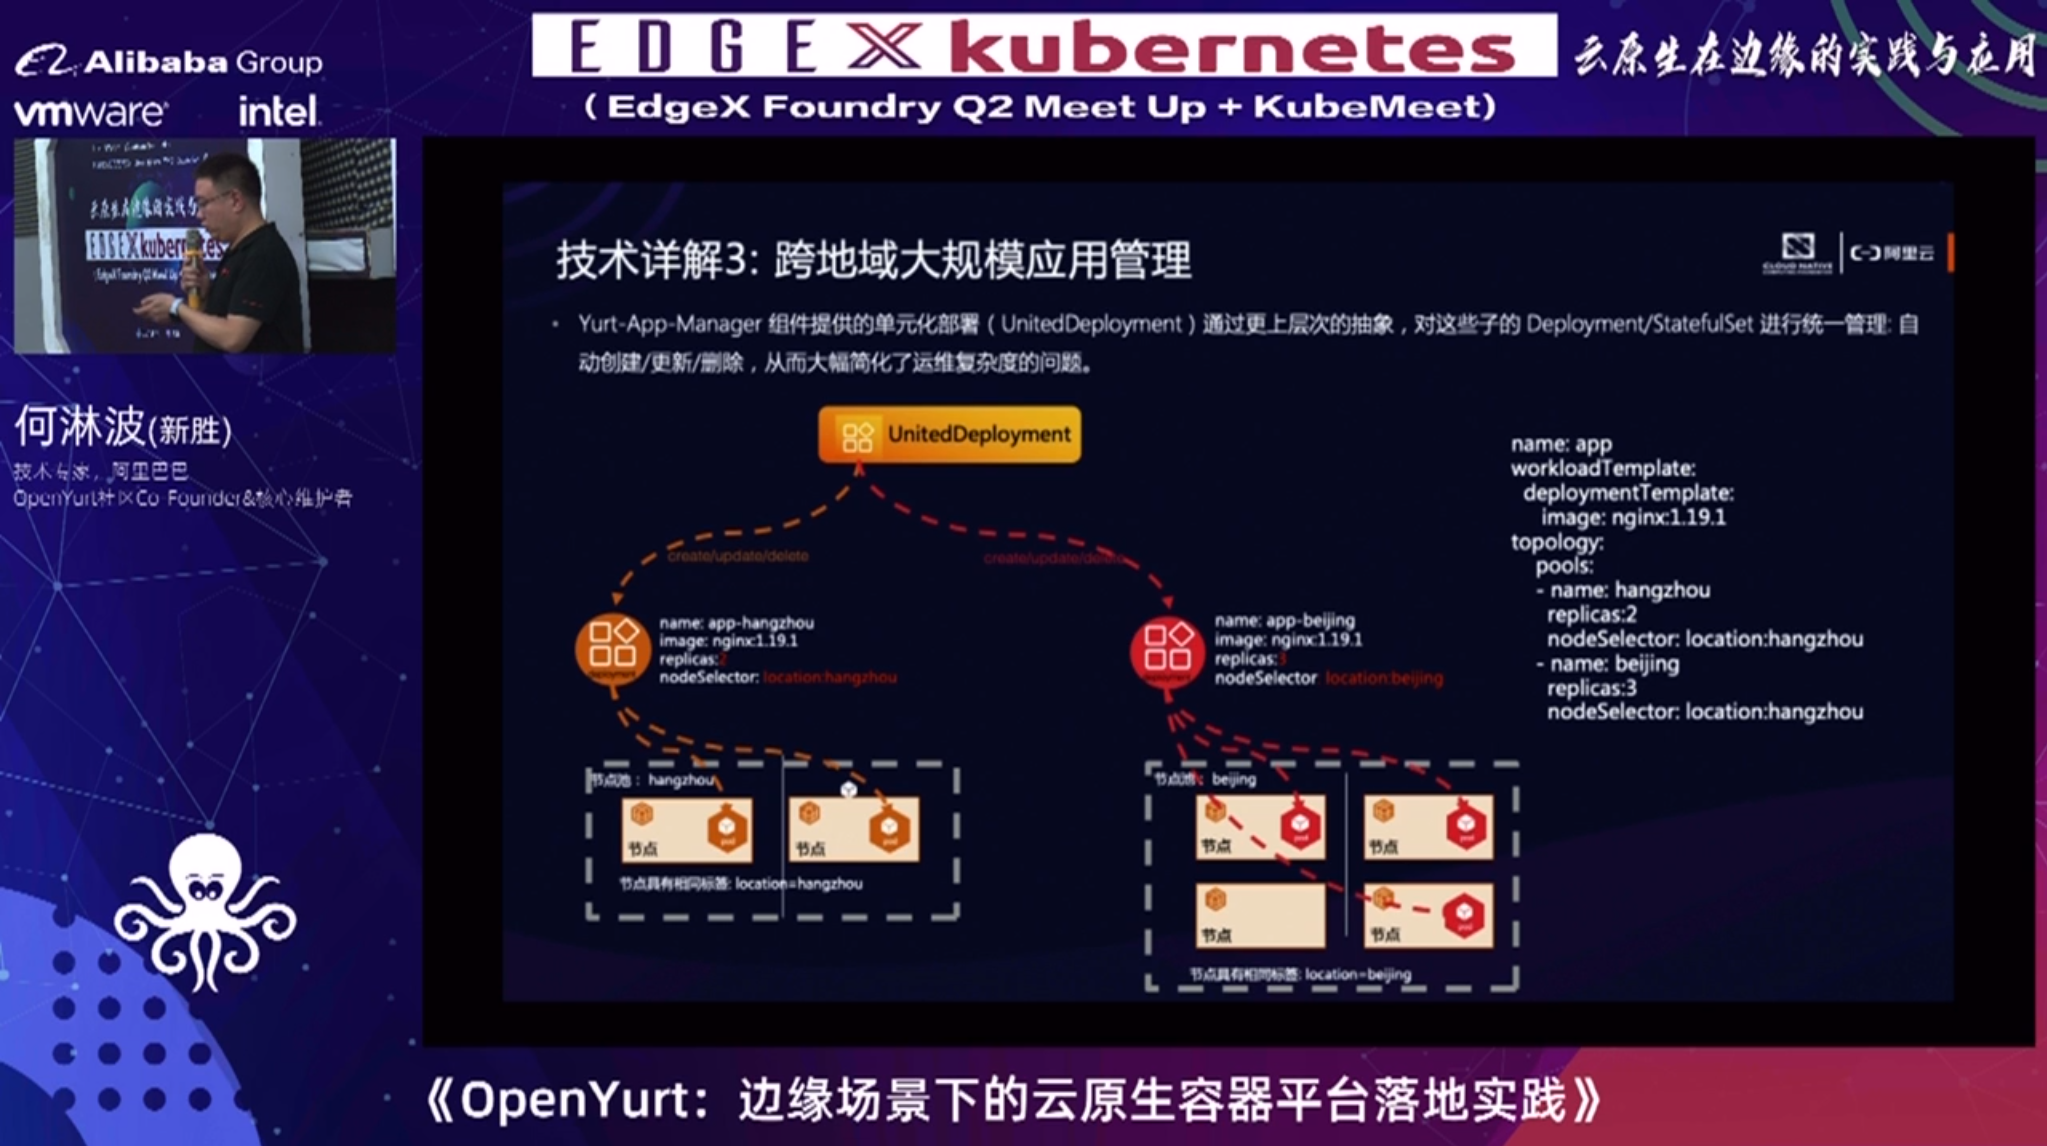 Alibaba Group
vmware intel
EDGEX kubernetes
云原生在边缘的实践与应用
( EdgeX Foundry Q2 Meet Up + KubeMeet)
EDGEX kubernetes
何淋波(新胜)
技术专家，阿里巴巴
OpenYurt社区Co-Founder&核心维护者
技术详解3: 跨地域大规模应用管理
CLOUD NATIVE
阿里云
• Yurt-App-Manager 组件提供的单元化部署（UnitedDeployment）通过更上层次的抽象，对这些子的 Deployment/StatefulSet 进行统一管理: 自
动创建/更新/删除，从而大幅简化了运维复杂度的问题。
UnitedDeployment
create/update/delete
create/update/delete
name: app-hangzhou
image: nginx:1.19.1
replicas:2
nodeSelector: location:hangzhou
deployment
name: app-beijing
image: nginx:1.19.1
replicas:3
nodeSelector location:beijing
deployment
name: app
workloadTemplate:
deploymentTemplate:
image: nginx:1.19.1
topology:
pools:
- name: hangzhou
replicas:2
nodeSelector: location:hangzhou
- name: beijing
replicas:3
nodeSelector: location:hangzhou
节点池： hangzhou
节点 pod
节点 pod
节点具有相同标签: location=hangzhou
节点池： beijing
节点 pod
节点 pod
节点
节点 pod
节点具有相同标签: location=beijing
《OpenYurt：边缘场景下的云原生容器平台落地实践》